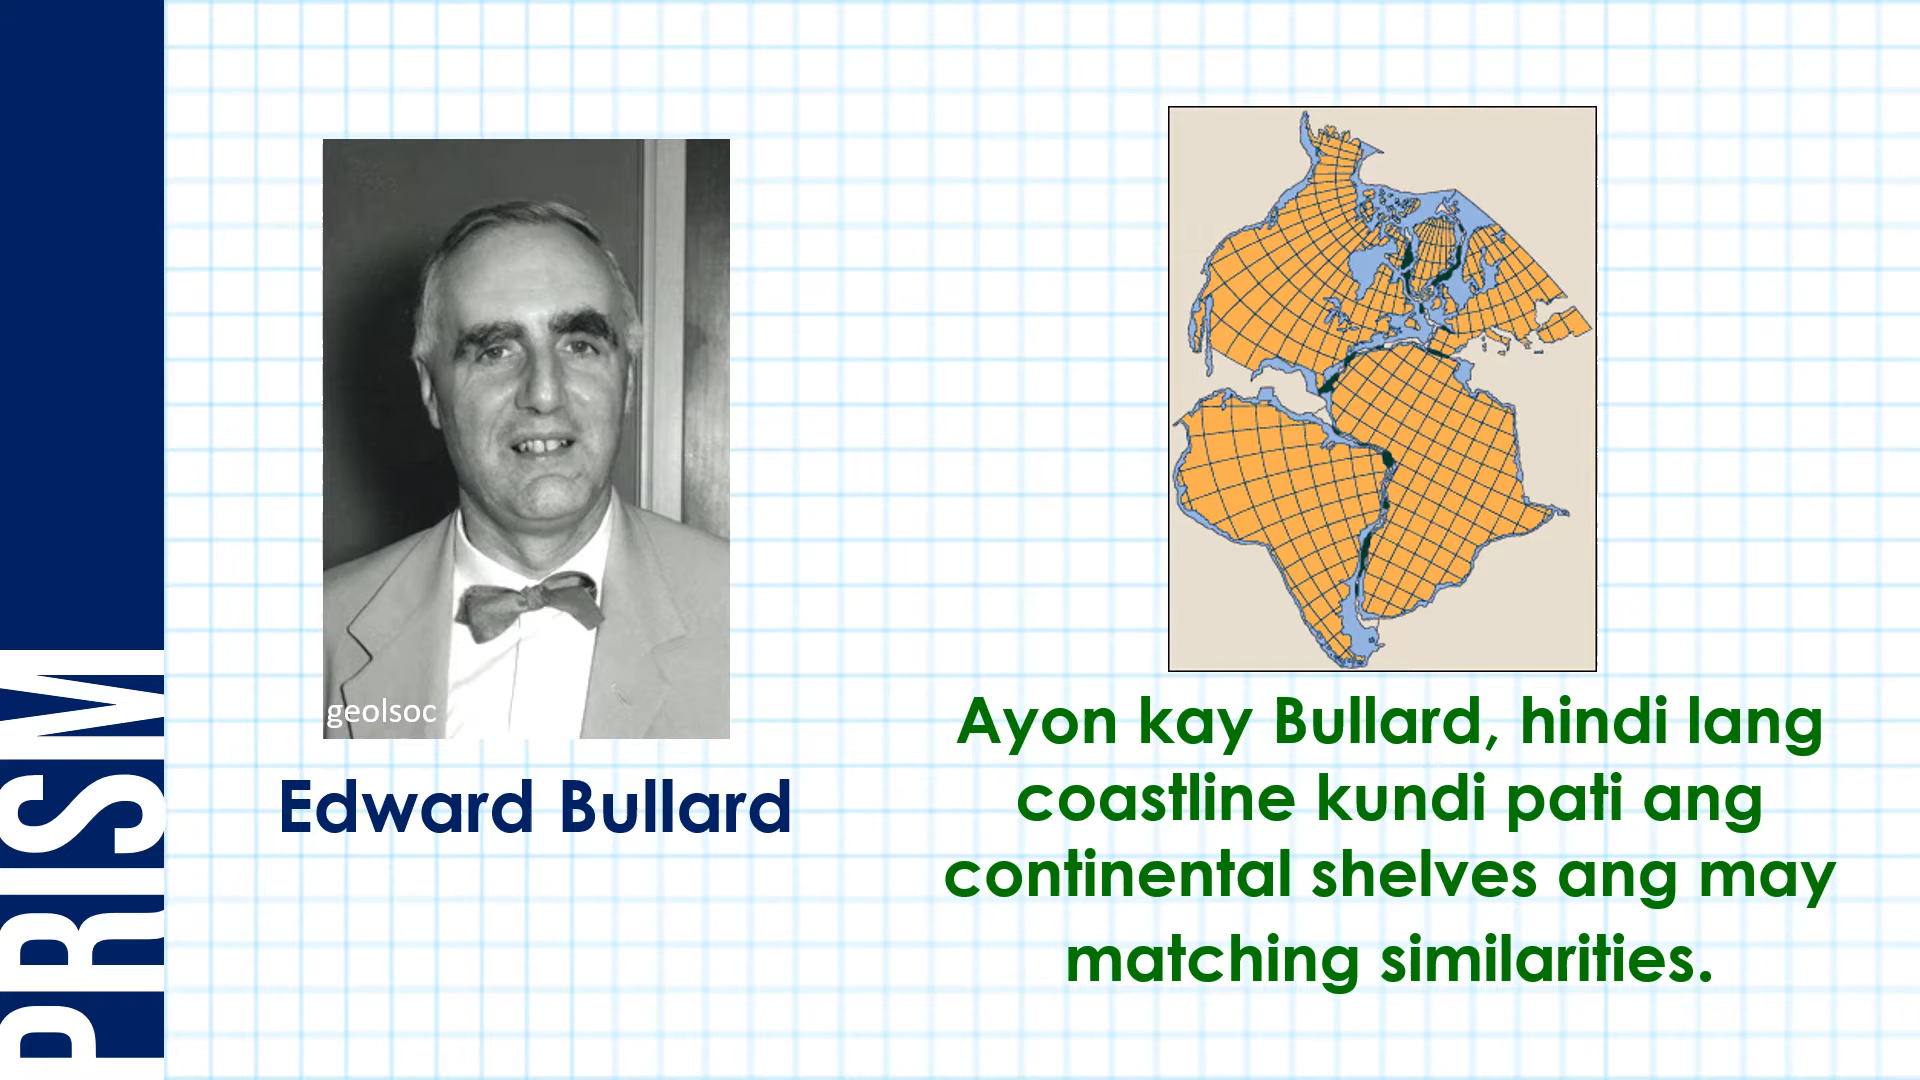 PRISM
geolsoc
Edward Bullard
Ayon kay Bullard, hindi lang
coastline kundi pati ang
continental shelves ang may
matching similarities.